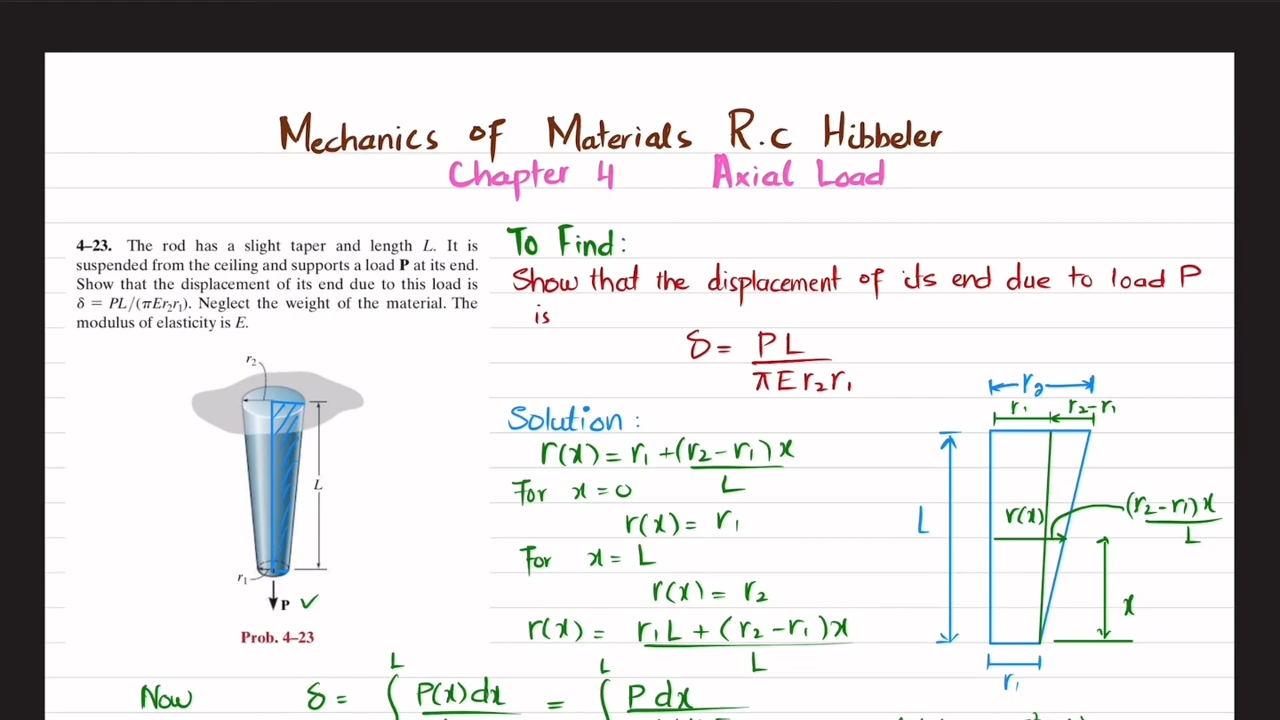 Mechanics of Materials R.c Hibbeler
Chapter 4 Axial Load
4–23. The rod has a slight taper and length L. It is
suspended from the ceiling and supports a load P at its end.
Show that the displacement of its end due to this load is
δ = PL/(πEr₂r₁). Neglect the weight of the material. The
modulus of elasticity is E.
r₂
L
r₁
P ✓
Prob. 4–23
To Find:
Show that the displacement of its end due to load P
is
δ = PL / πEr₂r₁
Solution:
r(x) = r₁ + (r₂-r₁)x / L
For x = 0
r(x) = r₁
For x = L
r(x) = r₂
r(x) = r₁L + (r₂-r₁)x / L
r₂
r₁ r₂-r₁
L
r(x)
(r₂-r₁)x / L
x
r₁
Now δ = ∫ L P(x)dx = ∫ L Pdx